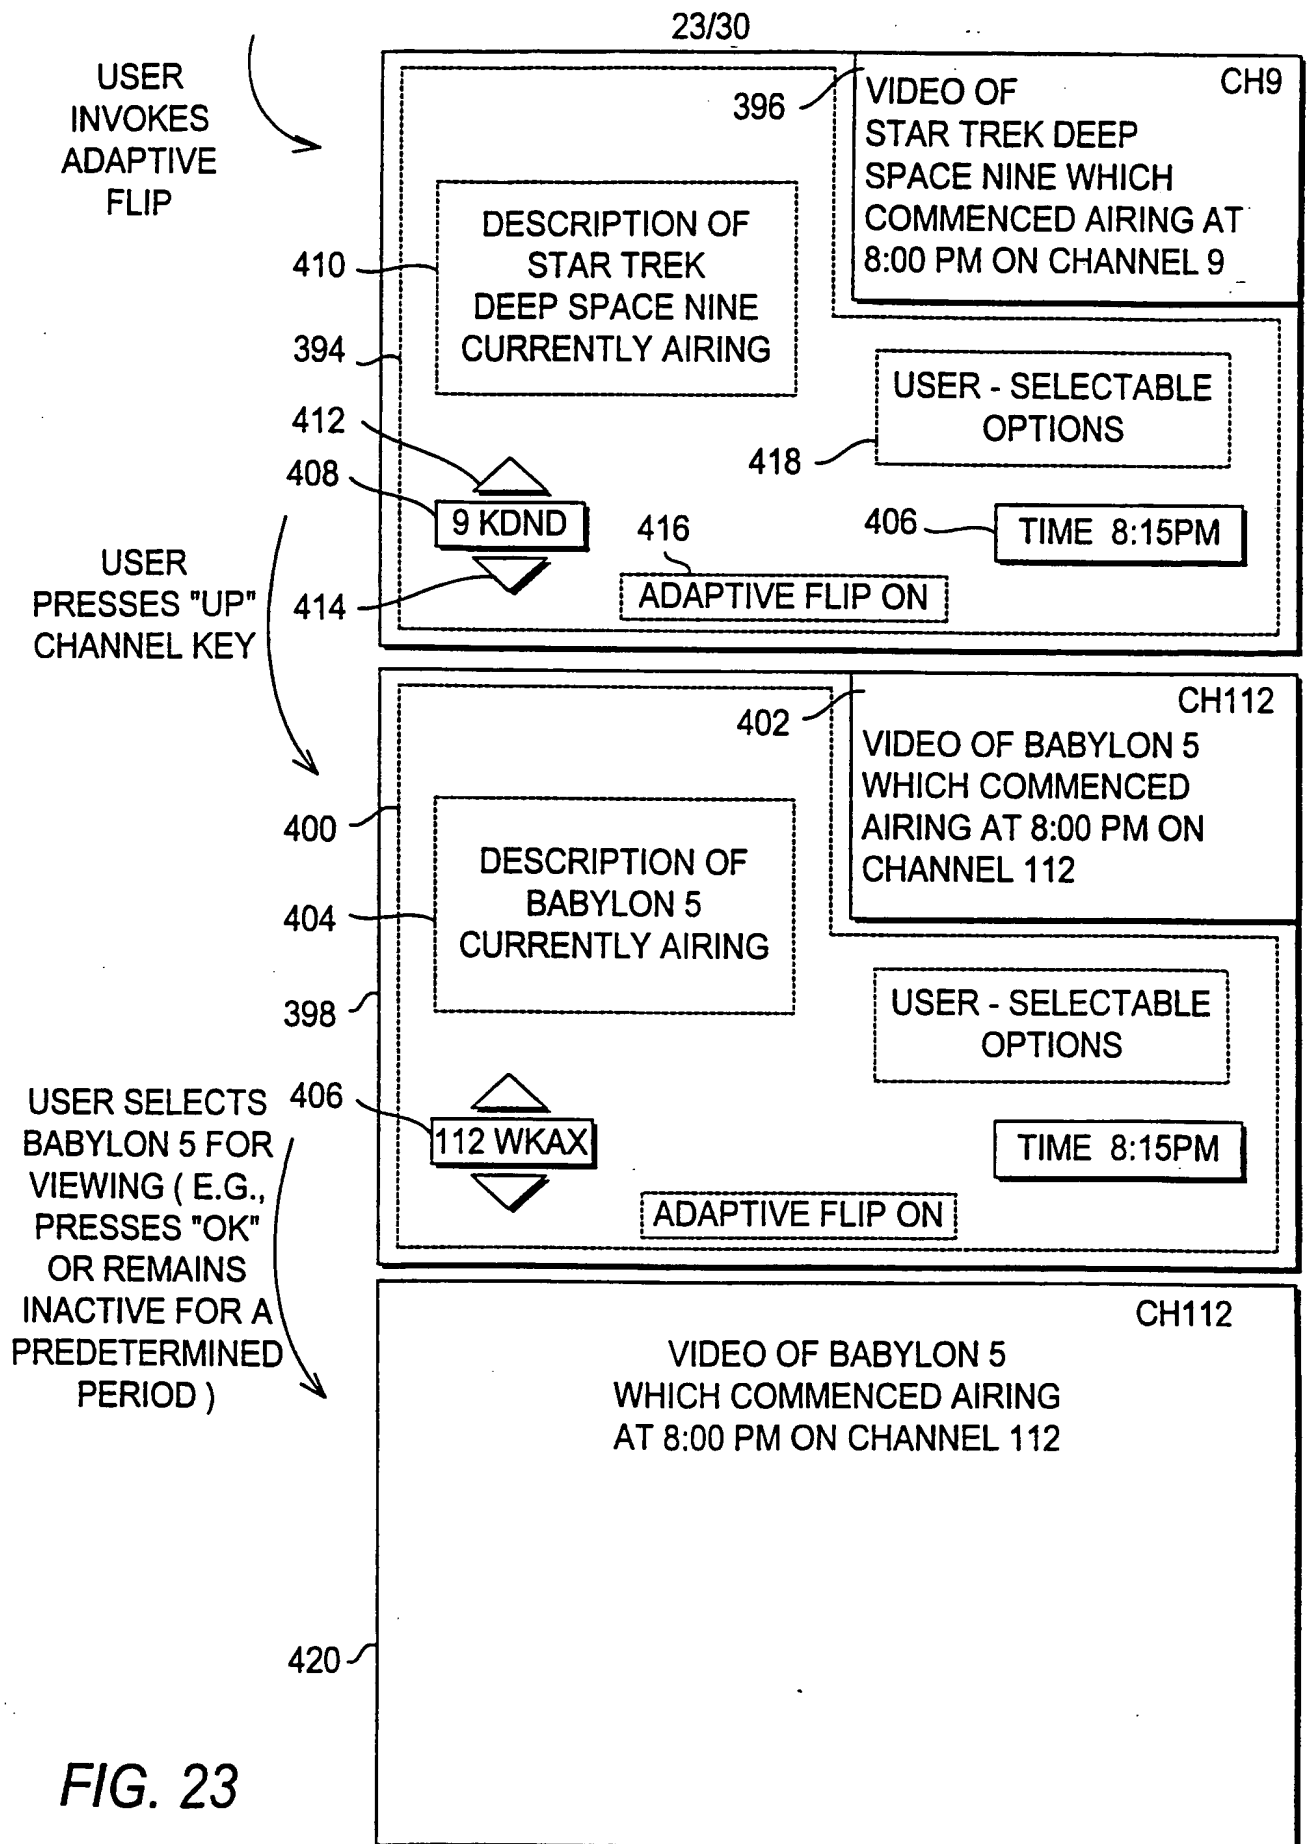 23/30
USER
INVOKES
ADAPTIVE
FLIP
396
CH9
VIDEO OF
STAR TREK DEEP
SPACE NINE WHICH
COMMENCED AIRING AT
8:00 PM ON CHANNEL 9
410
DESCRIPTION OF
STAR TREK
DEEP SPACE NINE
CURRENTLY AIRING
394
USER - SELECTABLE
OPTIONS
412
418
408
9 KDND
416
406
TIME 8:15PM
414
ADAPTIVE FLIP ON
USER
PRESSES "UP"
CHANNEL KEY
402
CH112
VIDEO OF BABYLON 5
WHICH COMMENCED
AIRING AT 8:00 PM ON
CHANNEL 112
400
DESCRIPTION OF
BABYLON 5
CURRENTLY AIRING
404
398
USER - SELECTABLE
OPTIONS
406
112 WKAX
TIME 8:15PM
ADAPTIVE FLIP ON
USER SELECTS
BABYLON 5 FOR
VIEWING ( E.G.,
PRESSES "OK"
OR REMAINS
INACTIVE FOR A
PREDETERMINED
PERIOD )
CH112
VIDEO OF BABYLON 5
WHICH COMMENCED AIRING
AT 8:00 PM ON CHANNEL 112
420
FIG. 23